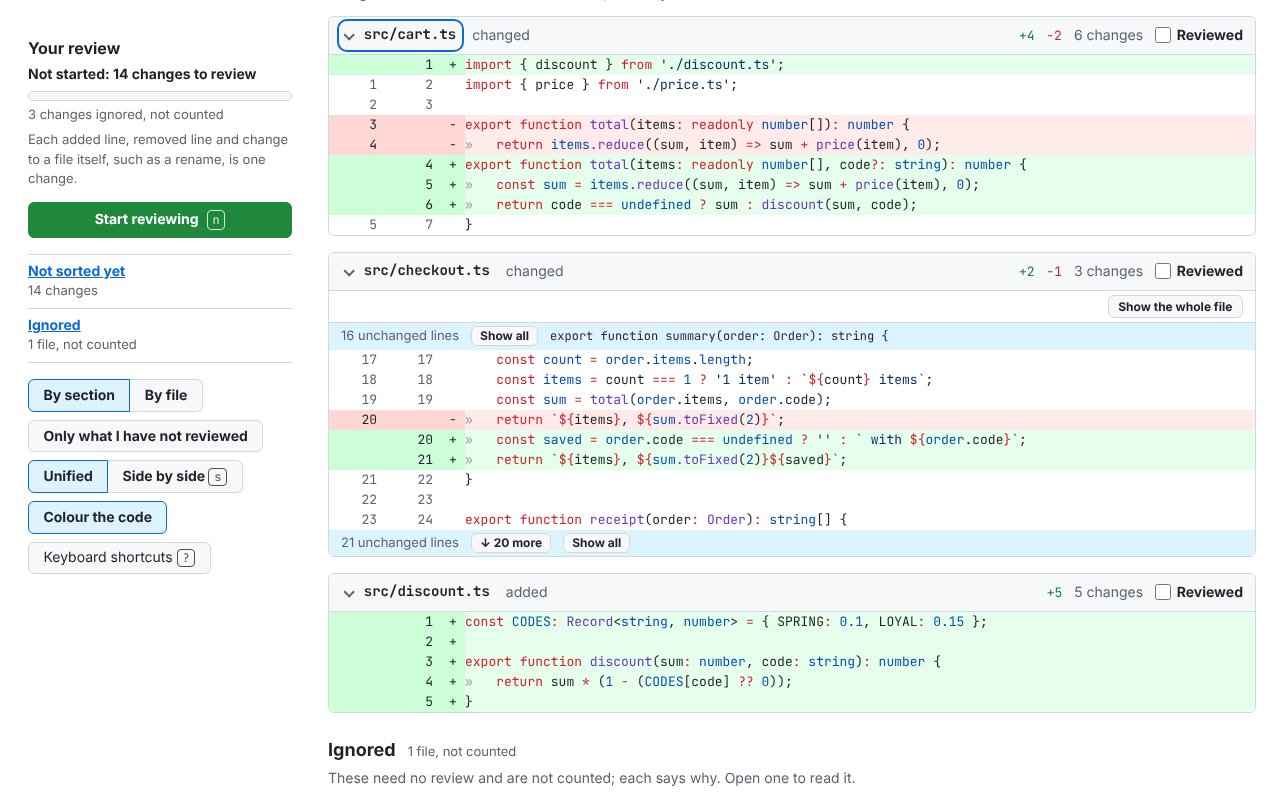 Your review
Not started: 14 changes to review
3 changes ignored, not counted
Each added line, removed line and change
to a file itself, such as a rename, is one
change.
Start reviewing n
Not sorted yet
14 changes
Ignored
1 file, not counted
By section By file
Only what I have not reviewed
Unified Side by side s
Colour the code
Keyboard shortcuts ?
src/cart.ts changed +4 -2 6 changes Reviewed
1 + import { discount } from './discount.ts';
1 2 import { price } from './price.ts';
2 3
3 - export function total(items: readonly number[]): number {
4 - » return items.reduce((sum, item) => sum + price(item), 0);
4 + export function total(items: readonly number[], code?: string): number {
5 + » const sum = items.reduce((sum, item) => sum + price(item), 0);
6 + » return code === undefined ? sum : discount(sum, code);
5 7 }
src/checkout.ts changed +2 -1 3 changes Reviewed
Show the whole file
16 unchanged lines Show all export function summary(order: Order): string {
17 17 const count = order.items.length;
18 18 const items = count === 1 ? '1 item' : `${count} items`;
19 19 const sum = total(order.items, order.code);
20 - » return `${items}, ${sum.toFixed(2)}`;
20 + » const saved = order.code === undefined ? '' : ` with ${order.code}`;
21 + » return `${items}, ${sum.toFixed(2)}${saved}`;
21 22 }
22 23
23 24 export function receipt(order: Order): string[] {
21 unchanged lines ↓ 20 more Show all
src/discount.ts added +5 5 changes Reviewed
1 + const CODES: Record<string, number> = { SPRING: 0.1, LOYAL: 0.15 };
2 +
3 + export function discount(sum: number, code: string): number {
4 + » return sum * (1 - (CODES[code] ?? 0));
5 + }
Ignored 1 file, not counted
These need no review and are not counted; each says why. Open one to read it.